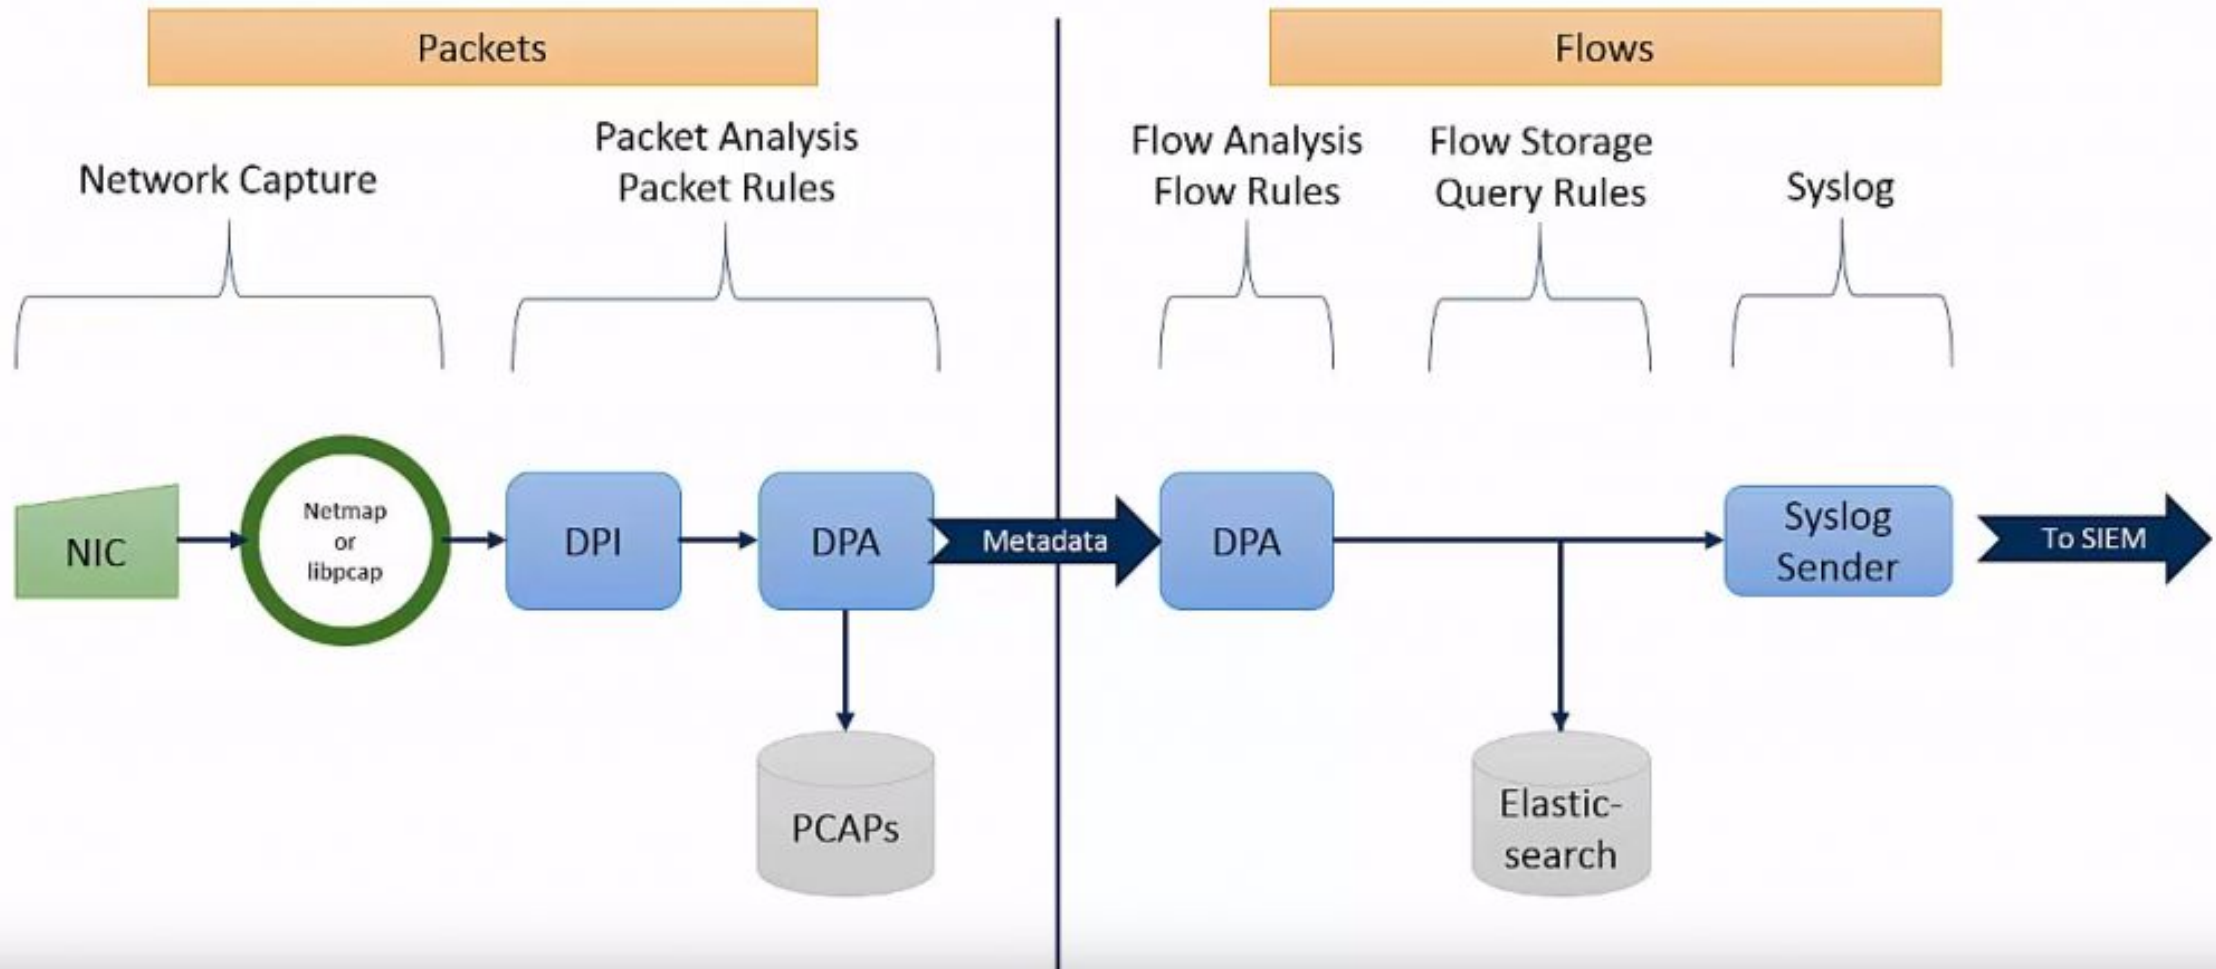 Packets
Flows
Network Capture
Packet Analysis
Packet Rules
Flow Analysis
Flow Rules
Flow Storage
Query Rules
Syslog
NIC
Netmap
or
libpcap
DPI
DPA
Metadata
DPA
Syslog
Sender
To SIEM
PCAPs
Elastic-
search